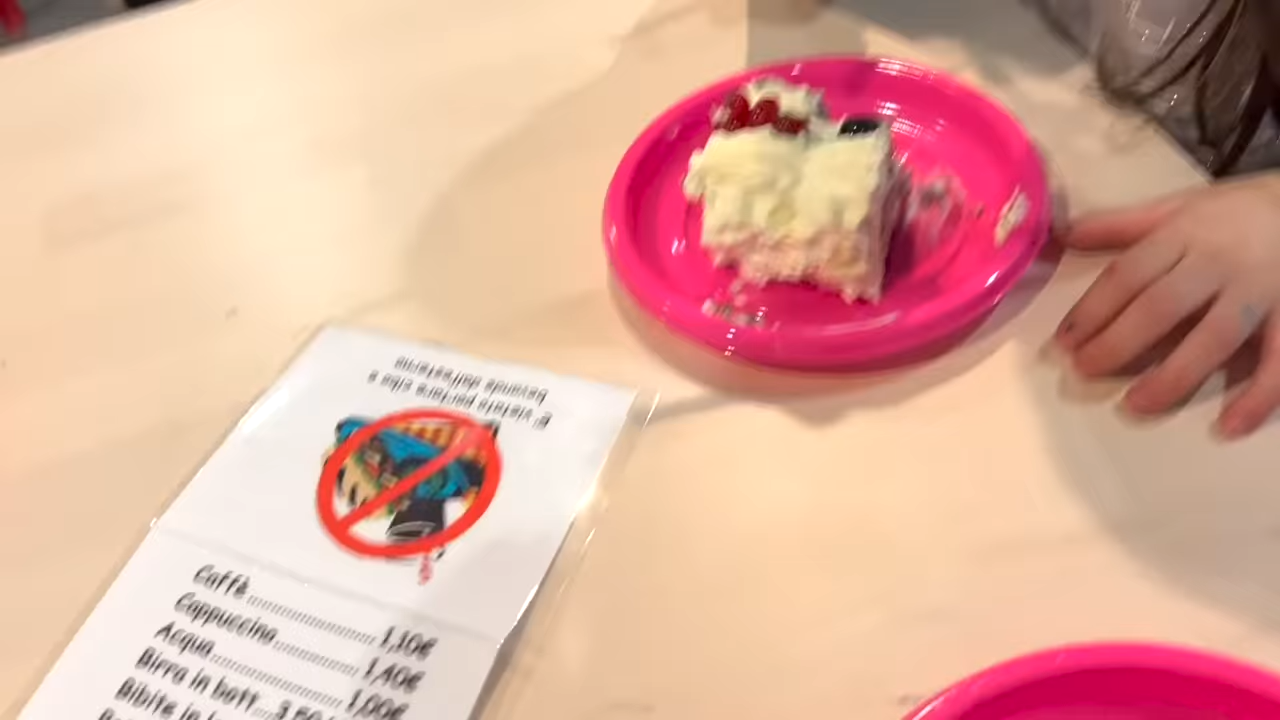 E' vietato portare cibo e
bevande dall'esterno
Caffè 1,10€
Cappuccino 1,40€
Acqua 1,00€
Birra in bott
Bibite in